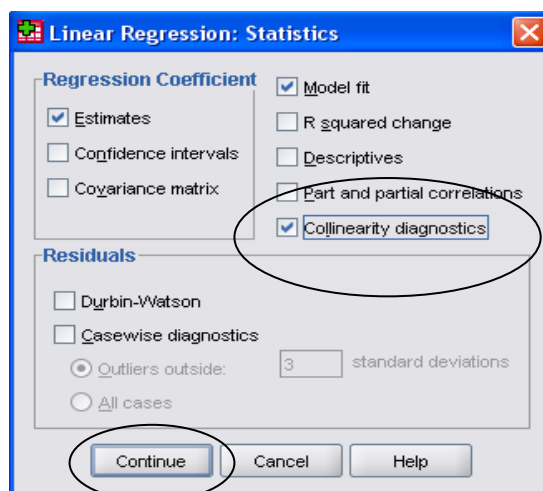 Linear Regression: Statistics
Regression Coefficient
Estimates
Confidence intervals
Covariance matrix
Model fit
R squared change
Descriptives
Part and partial correlations
Collinearity diagnostics
Residuals
Durbin-Watson
Casewise diagnostics
Outliers outside: 3 standard deviations
All cases
Continue Cancel Help